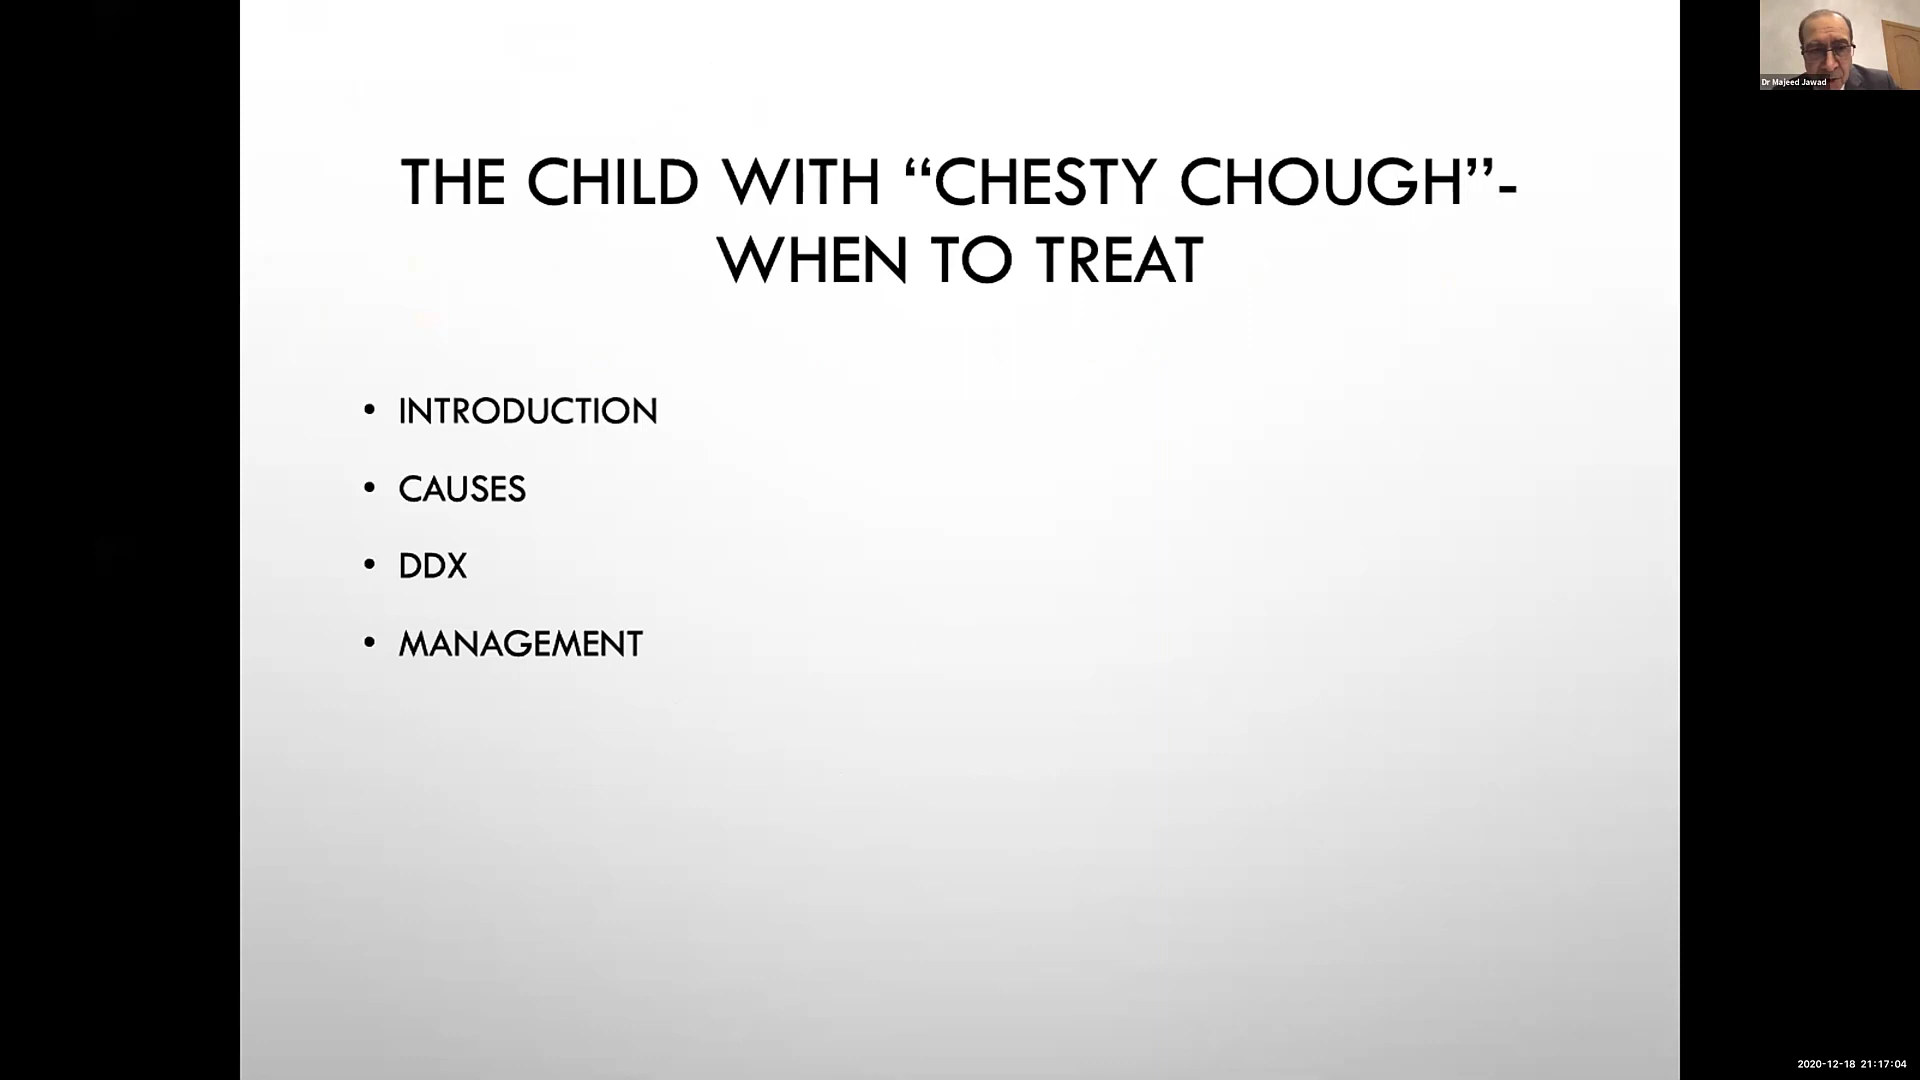 Dr Majeed Jawad
THE CHILD WITH “CHESTY CHOUGH”-
WHEN TO TREAT
• INTRODUCTION
• CAUSES
• DDX
• MANAGEMENT
2020-12-18 21:17:04